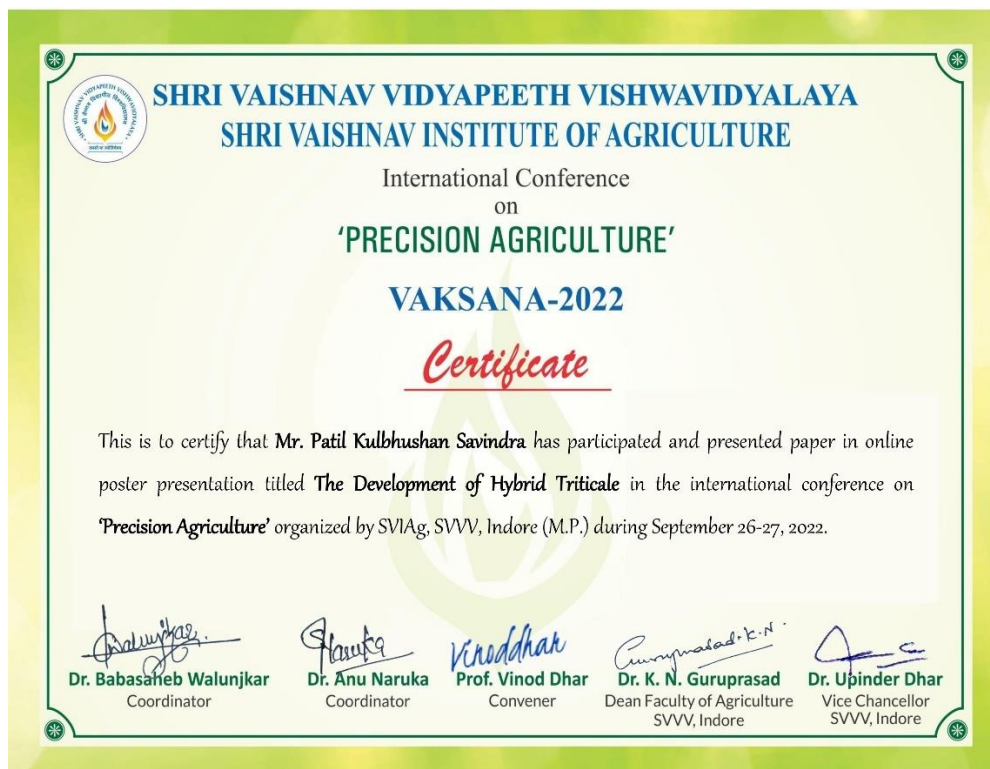 SHRI VAISHNAV VIDYAPEETH VISHWAVIDYALAYA
SHRI VAISHNAV INSTITUTE OF AGRICULTURE
International Conference
on
‘PRECISION AGRICULTURE’
VAKSANA-2022
Certificate
This is to certify that Mr. Patil Kulbhushan Savindra has participated and presented paper in online
poster presentation titled The Development of Hybrid Triticale in the international conference on
‘Precision Agriculture’ organized by SVIAg, SVVV, Indore (M.P.) during September 26-27, 2022.
Vinoddhar
Guruprasad.K.N.
Dr. Babasaheb Walunjkar
Coordinator
Dr. Anu Naruka
Coordinator
Prof. Vinod Dhar
Convener
Dr. K. N. Guruprasad
Dean Faculty of Agriculture
SVVV, Indore
Dr. Upinder Dhar
Vice Chancellor
SVVV, Indore